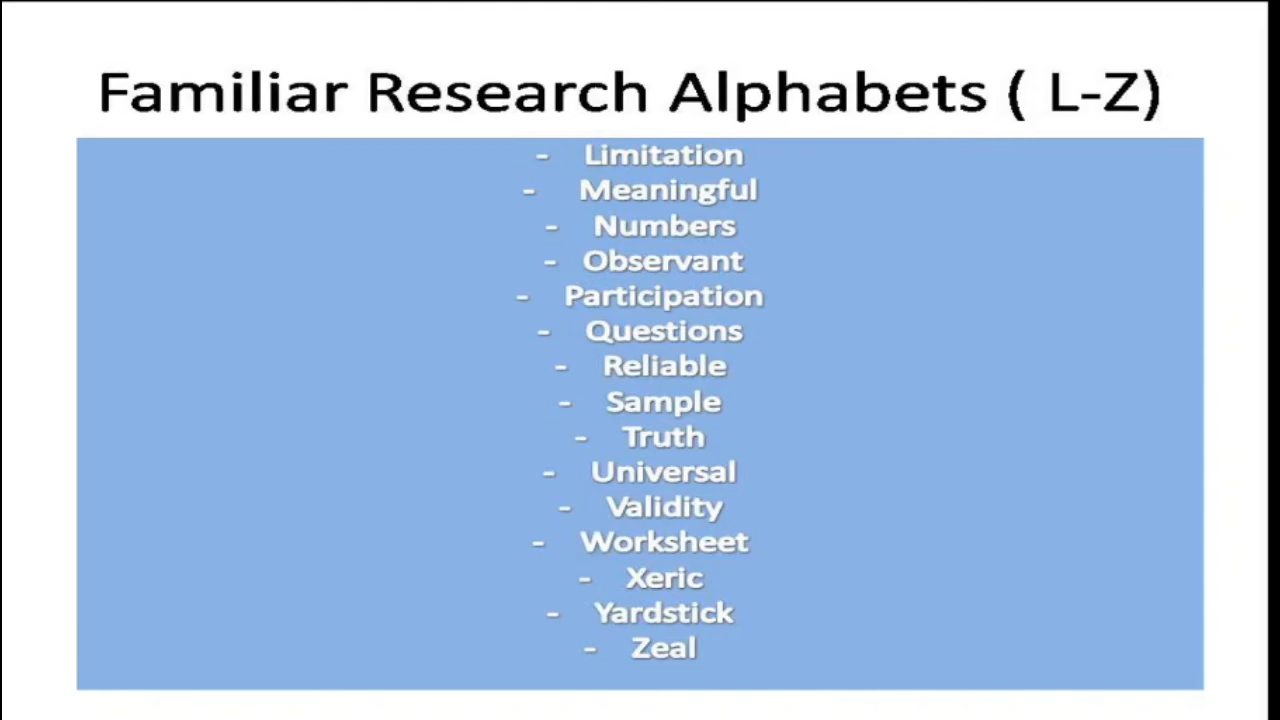 Familiar Research Alphabets ( L-Z)
- Limitation
- Meaningful
- Numbers
- Observant
- Participation
- Questions
- Reliable
- Sample
- Truth
- Universal
- Validity
- Worksheet
- Xeric
- Yardstick
- Zeal